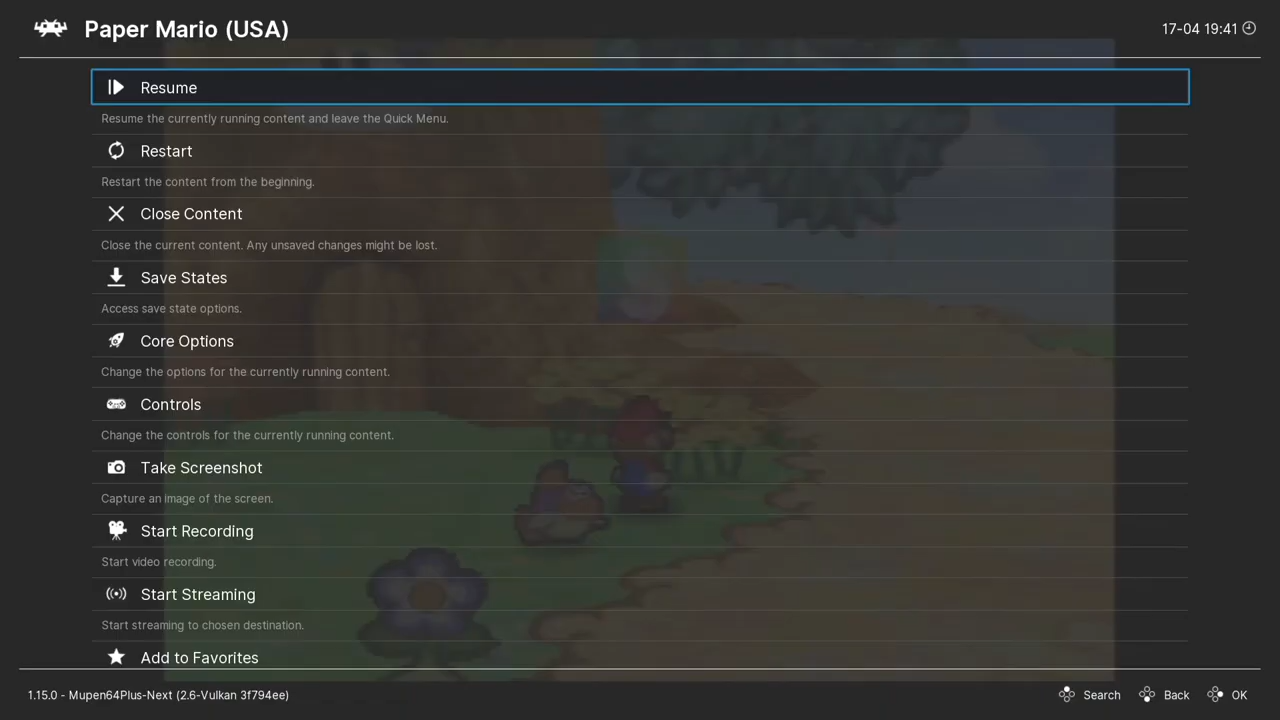 Paper Mario (USA)
17-04 19:41
Resume
Resume the currently running content and leave the Quick Menu.
Restart
Restart the content from the beginning.
Close Content
Close the current content. Any unsaved changes might be lost.
Save States
Access save state options.
Core Options
Change the options for the currently running content.
Controls
Change the controls for the currently running content.
Take Screenshot
Capture an image of the screen.
Start Recording
Start video recording.
Start Streaming
Start streaming to chosen destination.
Add to Favorites
1.15.0 - Mupen64Plus-Next (2.6-Vulkan 3f794ee)
Search Back OK